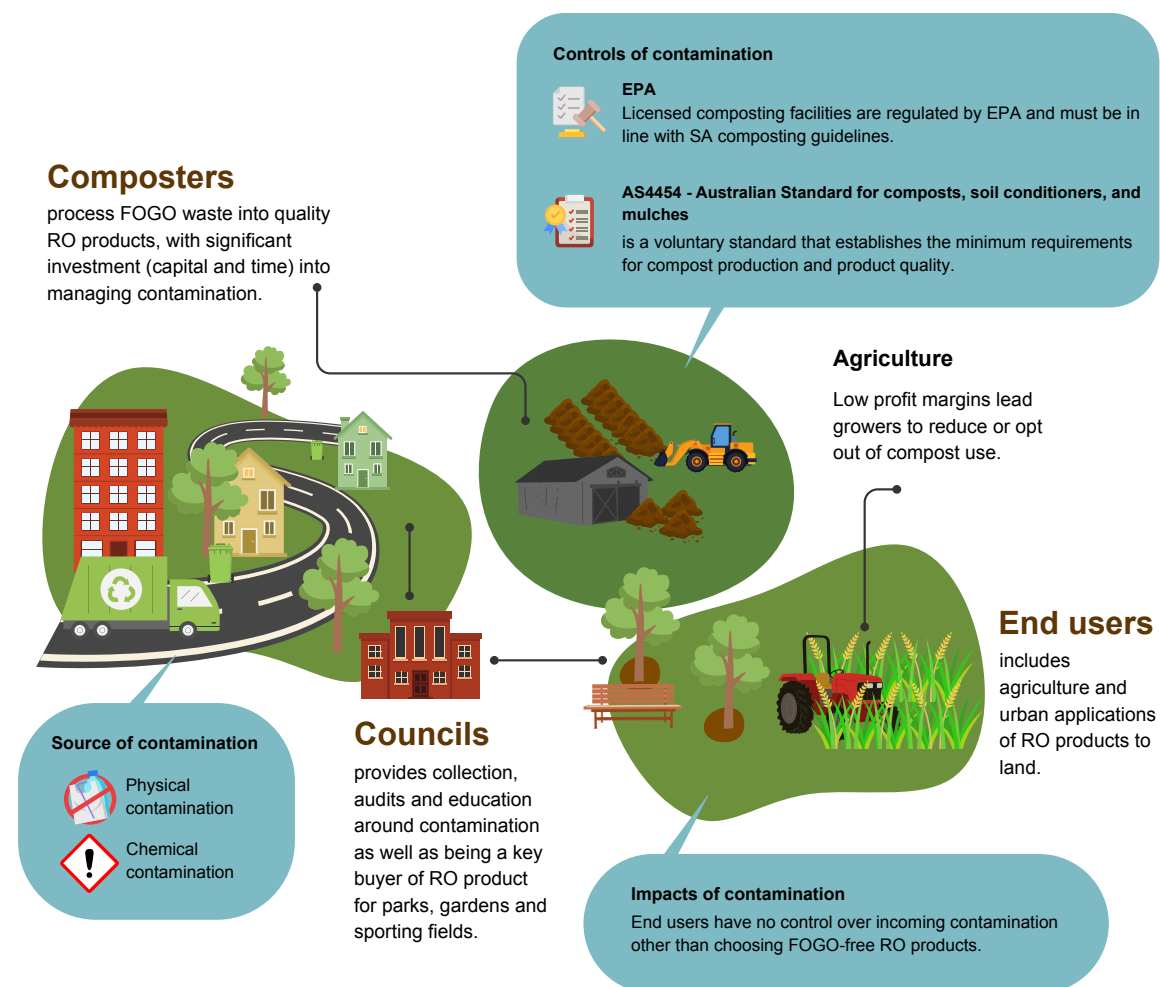 Controls of contamination
EPA
Licensed composting facilities are regulated by EPA and must be in
line with SA composting guidelines.
AS4454 - Australian Standard for composts, soil conditioners, and
mulches
is a voluntary standard that establishes the minimum requirements
for compost production and product quality.
Composters
process FOGO waste into quality
RO products, with significant
investment (capital and time) into
managing contamination.
Agriculture
Low profit margins lead
growers to reduce or opt
out of compost use.
End users
includes
agriculture and
urban applications
of RO products to
land.
Source of contamination
Physical
contamination
Chemical
contamination
Councils
provides collection,
audits and education
around contamination
as well as being a key
buyer of RO product
for parks, gardens and
sporting fields.
Impacts of contamination
End users have no control over incoming contamination
other than choosing FOGO-free RO products.